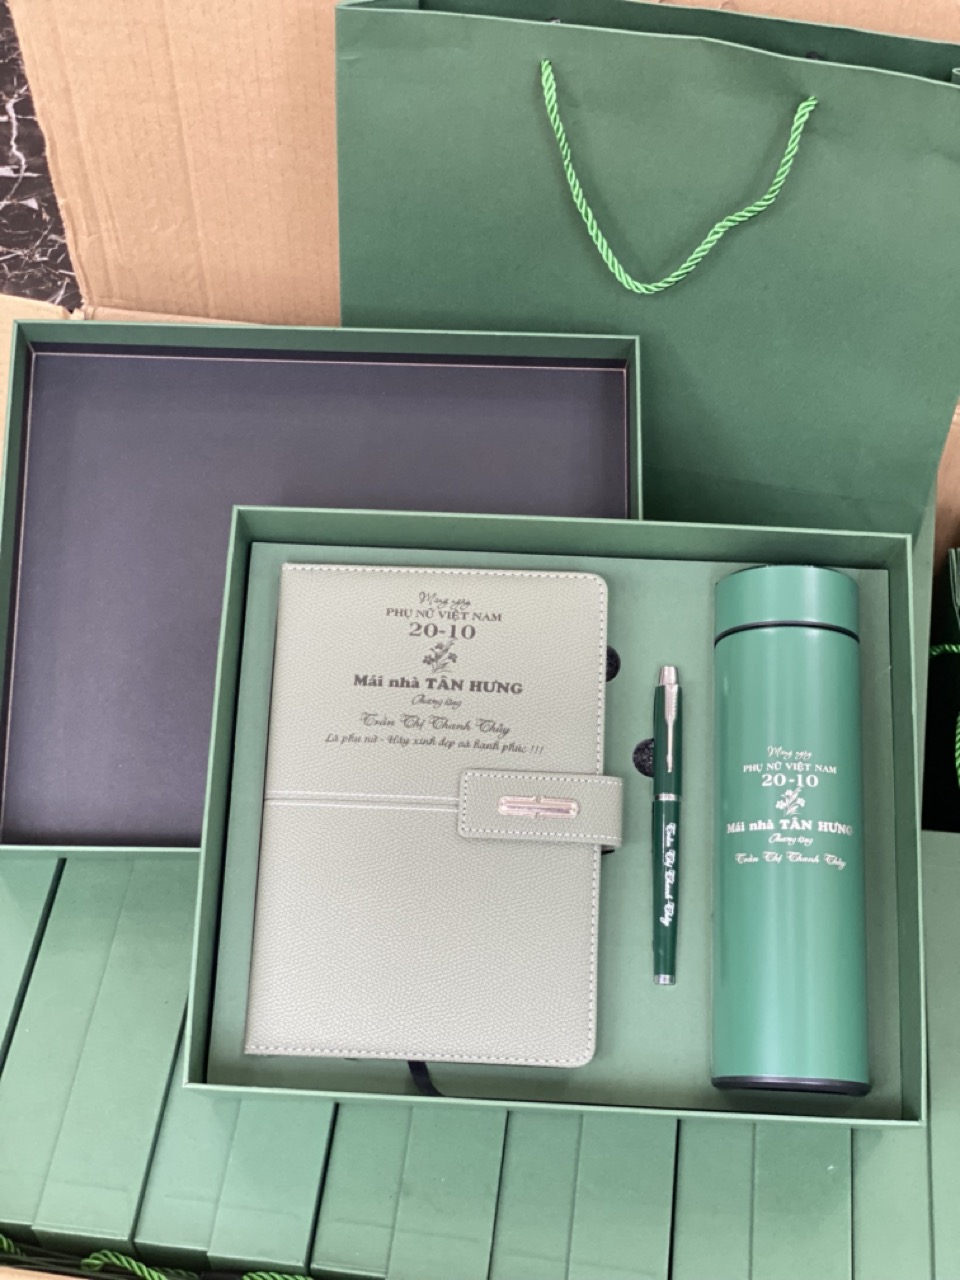 Mừng ngày
PHỤ NỮ VIỆT NAM
20-10
Mái nhà TÂN HƯNG
Thương tặng
Trần Thị Thanh Thủy
Là phụ nữ - Hãy xinh đẹp và hạnh phúc !!!
Trần Thị Thanh Thủy
Mừng ngày
PHỤ NỮ VIỆT NAM
20-10
Mái nhà TÂN HƯNG
Thương tặng
Trần Thị Thanh Thủy